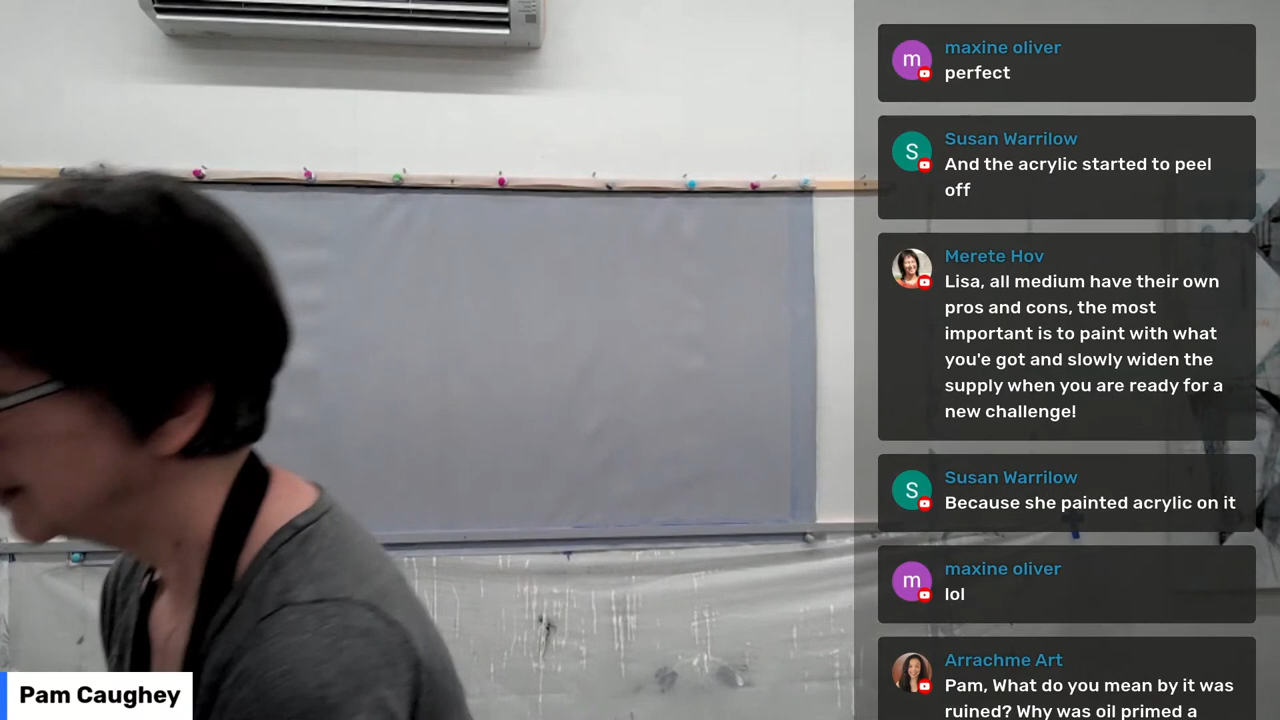 maxine oliver
perfect
Susan Warrilow
And the acrylic started to peel
off
Merete Hov
Lisa, all medium have their own
pros and cons, the most
important is to paint with what
you'e got and slowly widen the
supply when you are ready for a
new challenge!
Susan Warrilow
Because she painted acrylic on it
maxine oliver
lol
Arrachme Art
Pam, What do you mean by it was
ruined? Why was oil primed a
Pam Caughey
m
S
S
m